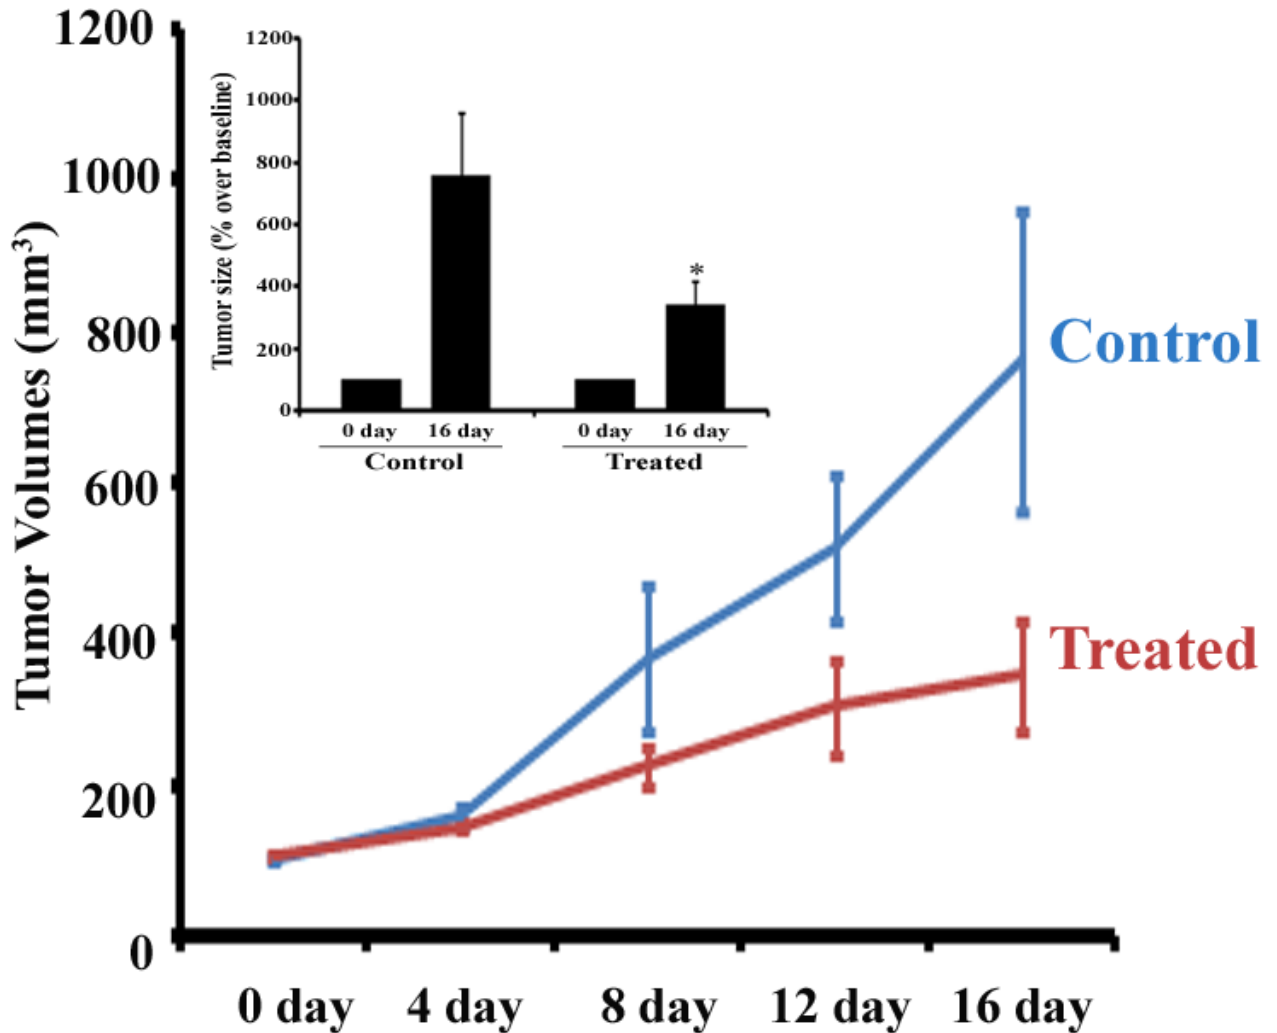 Tumor Volumes (mm³)
1200
1000
800
600
400
200
0
0 day 4 day 8 day 12 day 16 day
Control
Treated
Tumor size (% over baseline)
1200
1000
800
600
400
200
0
*
0 day 16 day 0 day 16 day
Control Treated